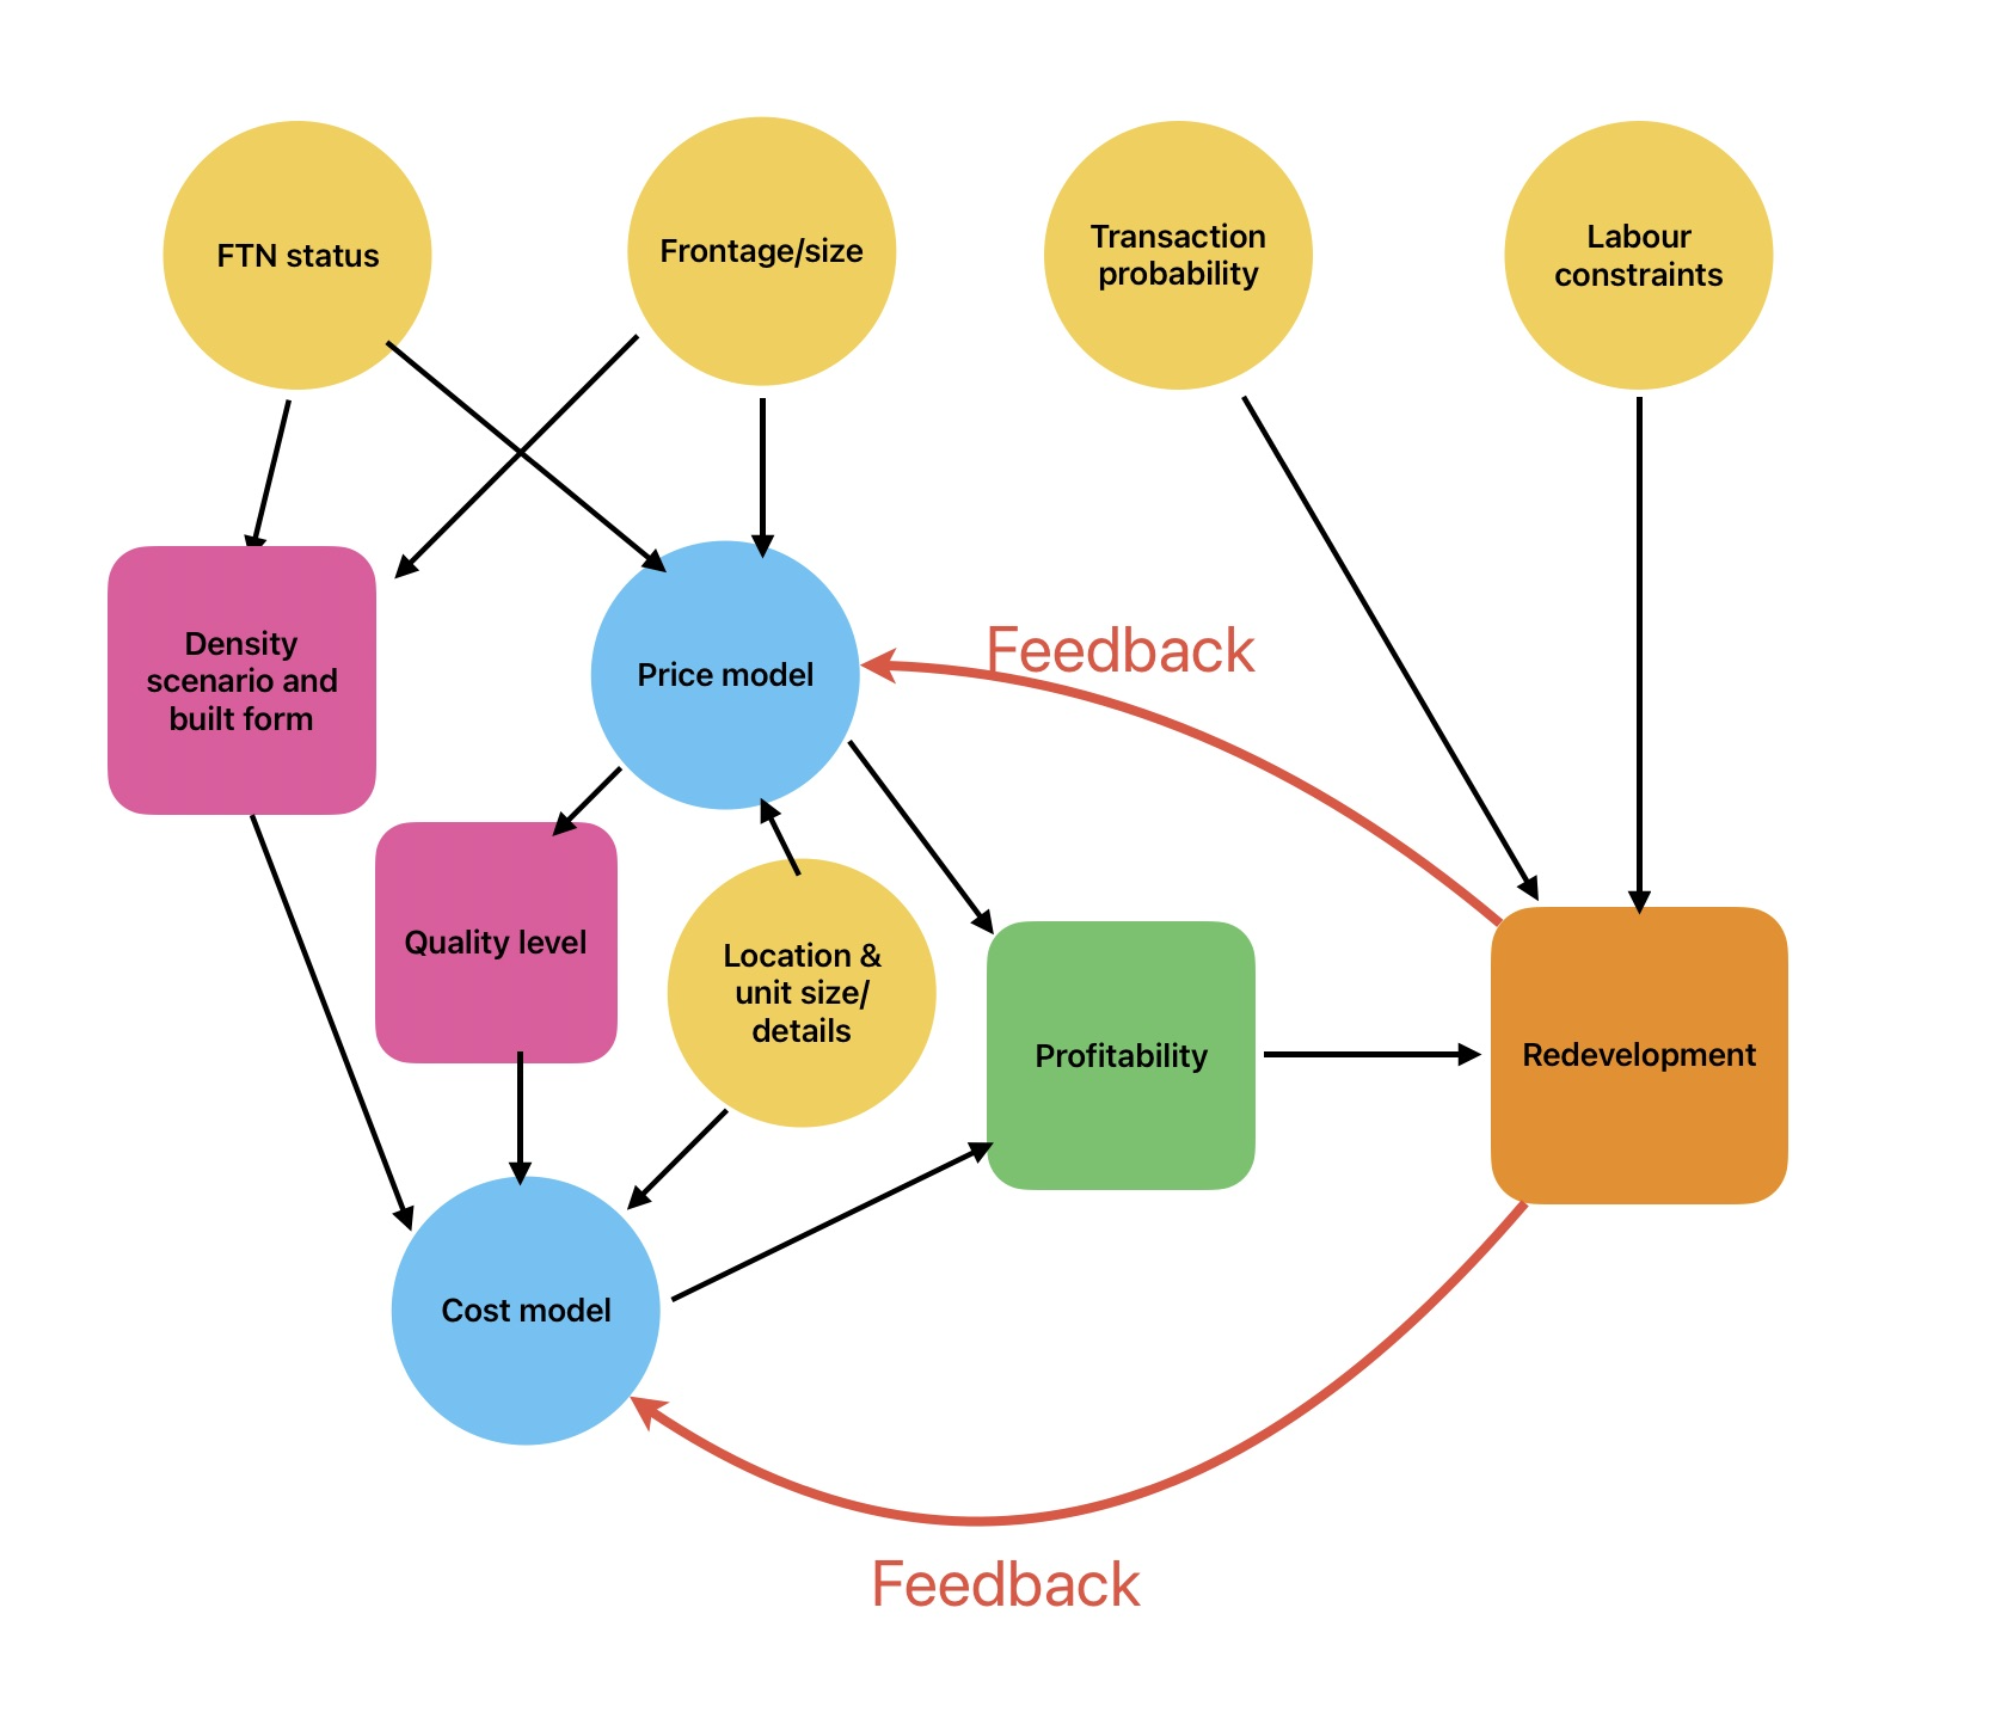 FTN status
Frontage/size
Transaction
probability
Labour
constraints
Density
scenario and
built form
Price model
Feedback
Quality level
Location &
unit size/
details
Profitability
Redevelopment
Cost model
Feedback